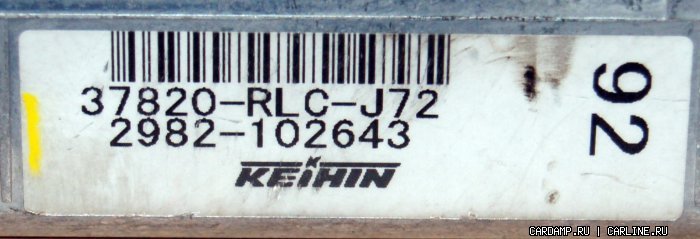 37820-RLC-J72
2982-102643
KEIHIN
92
CARDAMP.RU | CARLINE.RU